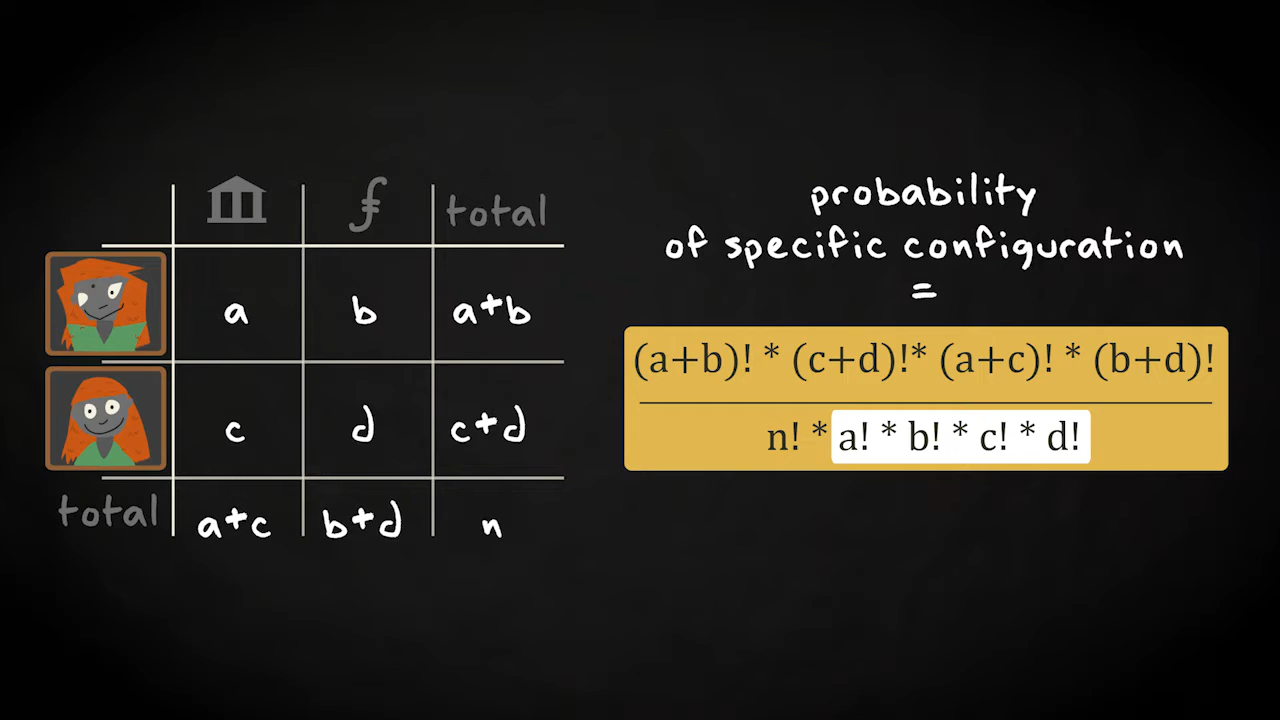 total
a b a+b
c d c+d
total a+c b+d n
probability
of specific configuration
=
(a+b)! * (c+d)!* (a+c)! * (b+d)!
n! * a! * b! * c! * d!